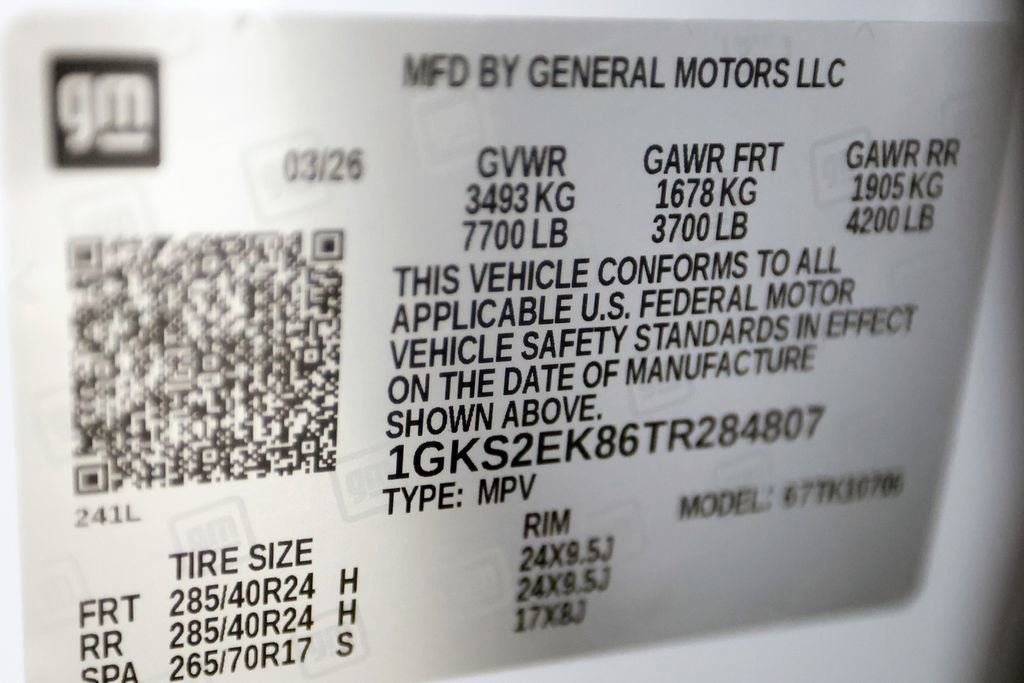 gm
MFD BY GENERAL MOTORS LLC
03/26
GVWR GAWR FRT GAWR RR
3493 KG 1678 KG 1905 KG
7700 LB 3700 LB 4200 LB
THIS VEHICLE CONFORMS TO ALL
APPLICABLE U.S. FEDERAL MOTOR
VEHICLE SAFETY STANDARDS IN EFFECT
ON THE DATE OF MANUFACTURE
SHOWN ABOVE.
1GKS2EK86TR284807
TYPE: MPV MODEL:
241L
TIRE SIZE RIM
FRT 285/40R24 H 24X9.5J
RR 285/40R24 H 24X9.5J
SPA 265/70R17 S 17X8J